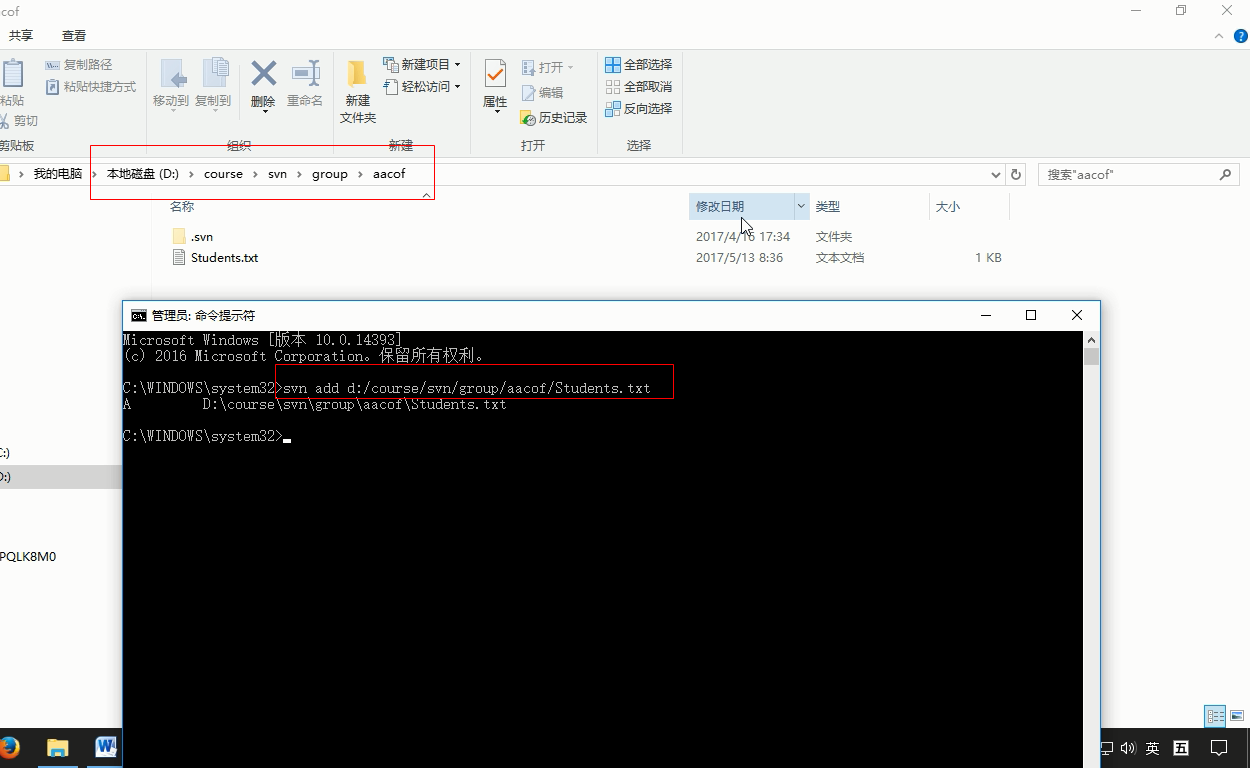 cof
共享 查看
复制路径
粘贴快捷方式
粘贴
剪切
剪贴板
移动到 复制到 删除 重命名
组织
新建
文件夹
新建项目
轻松访问
新建
属性
打开
编辑
历史记录
打开
全部选择
全部取消
反向选择
选择
我的电脑 本地磁盘 (D:) course svn group aacof
搜索"aacof"
名称 修改日期 类型 大小
.svn 2017/4/16 17:34 文件夹
Students.txt 2017/5/13 8:36 文本文档 1 KB
管理员: 命令提示符
Microsoft Windows [版本 10.0.14393]
(c) 2016 Microsoft Corporation。保留所有权利。
C:\WINDOWS\system32>svn add d:/course/svn/group/aacof/Students.txt
A D:\course\svn\group\aacof\Students.txt
C:\WINDOWS\system32>
C:)
D:)
PQLK8M0
英 五